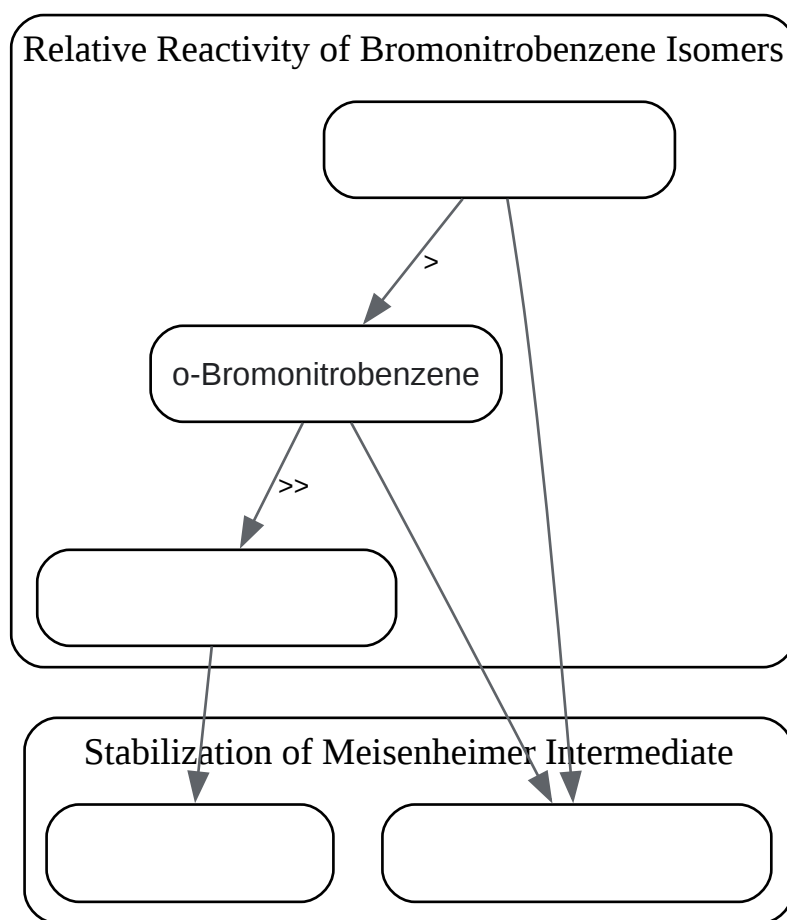 Relative Reactivity of Bromonitrobenzene Isomers
>
o-Bromonitrobenzene
>>
Stabilization of Meisenheimer Intermediate